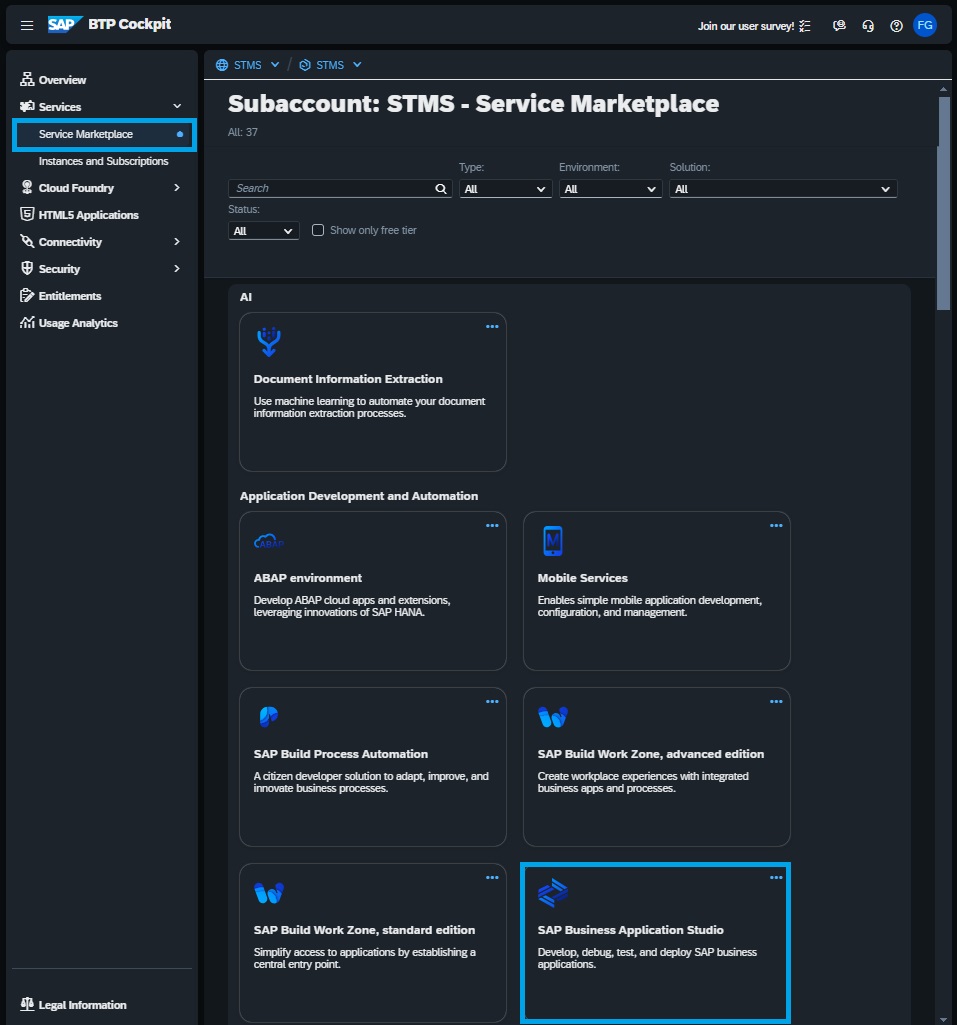 SAP BTP Cockpit
Join our user survey!
FG
Overview
Services
Service Marketplace
Instances and Subscriptions
Cloud Foundry
HTML5 Applications
Connectivity
Security
Entitlements
Usage Analytics
Legal Information
STMS / STMS
Subaccount: STMS - Service Marketplace
All: 37
Type: Environment: Solution:
Search All All All
Status:
All Show only free tier
AI
Document Information Extraction
Use machine learning to automate your document
information extraction processes.
Application Development and Automation
ABAP
ABAP environment
Develop ABAP cloud apps and extensions,
leveraging innovations of SAP HANA.
M
Mobile Services
Enables simple mobile application development,
configuration, and management.
SAP Build Process Automation
A citizen developer solution to adapt, improve, and
innovate business processes.
SAP Build Work Zone, advanced edition
Create workplace experiences with integrated
business apps and processes.
SAP Build Work Zone, standard edition
Simplify access to applications by establishing a
central entry point.
SAP Business Application Studio
Develop, debug, test, and deploy SAP business
applications.